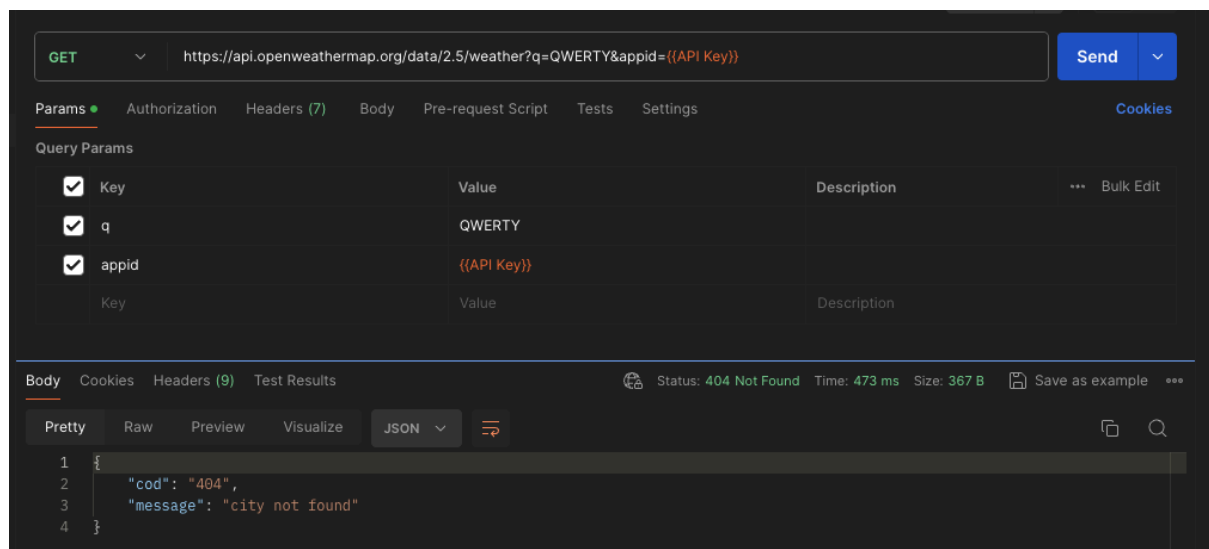 GET https://api.openweathermap.org/data/2.5/weather?q=QWERTY&appid={{API Key}} Send
Params Authorization Headers (7) Body Pre-request Script Tests Settings Cookies
Query Params
Key Value Description Bulk Edit
q QWERTY
appid {{API Key}}
Key Value Description
Body Cookies Headers (9) Test Results Status: 404 Not Found Time: 473 ms Size: 367 B Save as example
Pretty Raw Preview Visualize JSON
1 {
2 "cod": "404",
3 "message": "city not found"
4 }